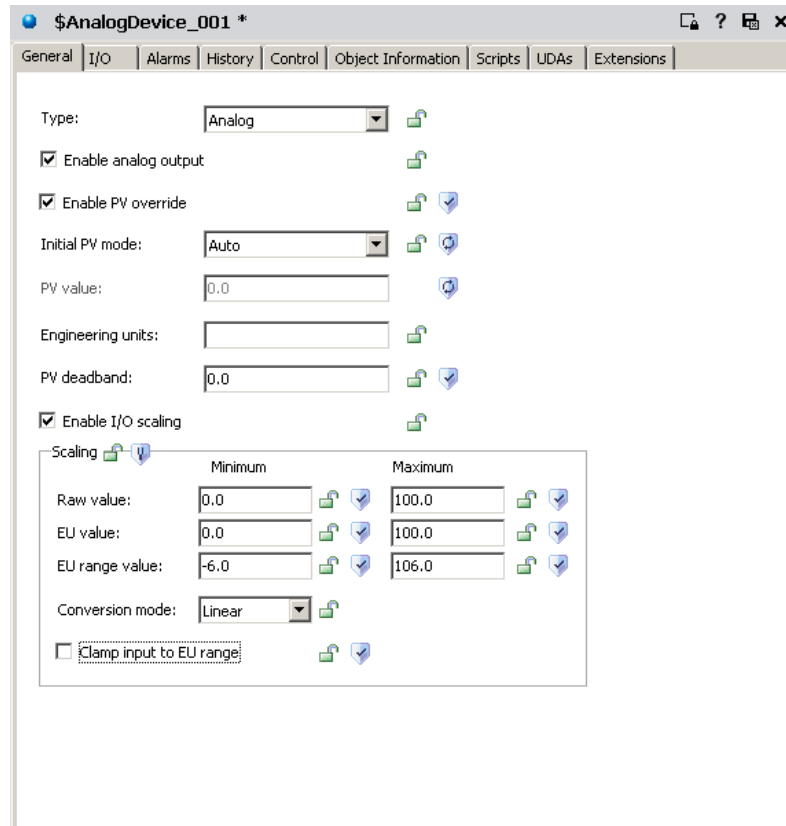 $AnalogDevice_001 *
General I/O Alarms History Control Object Information Scripts UDAs Extensions
Type: Analog
Enable analog output
Enable PV override
Initial PV mode: Auto
PV value: 0.0
Engineering units:
PV deadband: 0.0
Enable I/O scaling
Scaling
Minimum Maximum
Raw value: 0.0 100.0
EU value: 0.0 100.0
EU range value: -6.0 106.0
Conversion mode: Linear
Clamp input to EU range